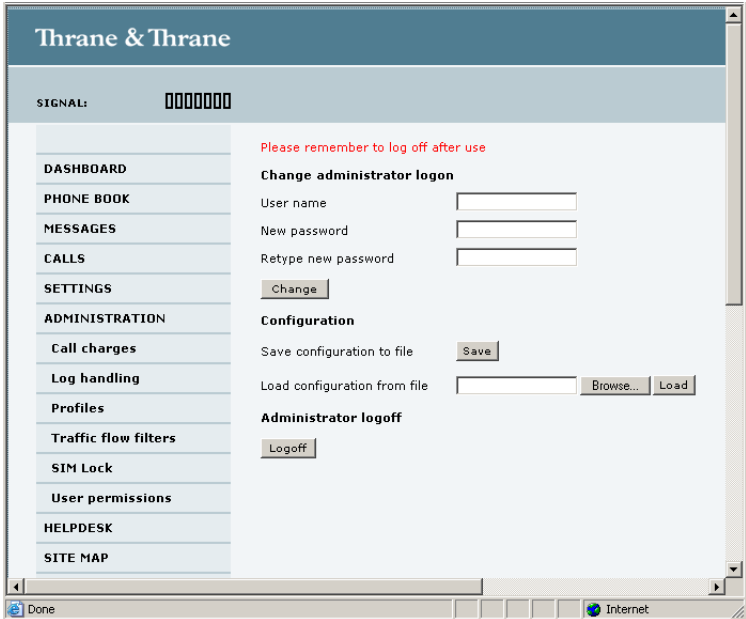 Thrane & Thrane
SIGNAL:
Please remember to log off after use
DASHBOARD
Change administrator logon
PHONE BOOK
User name
MESSAGES
New password
CALLS
Retype new password
SETTINGS
Change
ADMINISTRATION
Configuration
Call charges
Save configuration to file Save
Log handling
Load configuration from file Browse... Load
Profiles
Administrator logoff
Traffic flow filters
Logoff
SIM Lock
User permissions
HELPDESK
SITE MAP
Done Internet